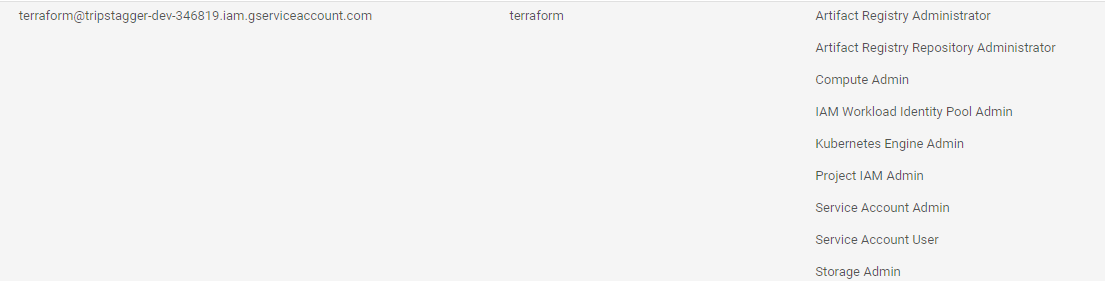 terraform@tripstagger-dev-346819.iam.gserviceaccount.com terraform Artifact Registry Administrator
Artifact Registry Repository Administrator
Compute Admin
IAM Workload Identity Pool Admin
Kubernetes Engine Admin
Project IAM Admin
Service Account Admin
Service Account User
Storage Admin